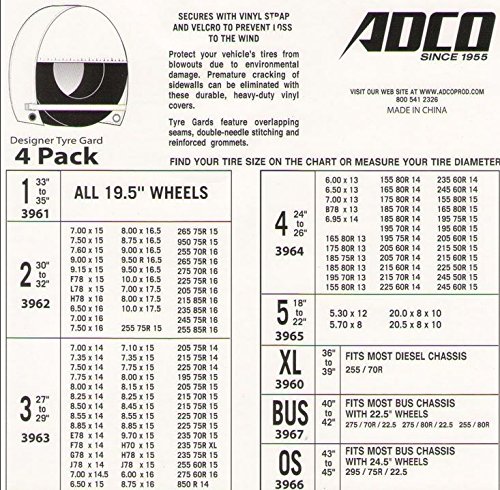 SECURES WITH VINYL STRAP
AND VELCRO TO PREVENT LOSS
TO THE WIND
Protect your vehicle's tires from
blowouts due to environmental
damage. Premature cracking of
sidewalls can be eliminated with
these durable, heavy-duty vinyl
covers.
Tyre Gards feature overlapping
seams, double-needle stitching and
reinforced grommets.
ADCO
SINCE 1955
VISIT OUR WEB SITE AT WWW.ADCOPROD.COM
800 541 2326
MADE IN CHINA
Designer Tyre Gard
4 Pack
FIND YOUR TIRE SIZE ON THE CHART OR MEASURE YOUR TIRE DIAMETER
1 33" to 35"
3961
ALL 19.5" WHEELS
2 30" to 32"
3962
7.00 x 15 8.00 x 16.5 265 75R 15
7.50 x 15 8.75 x 16.5 950 75R 15
7.60 x 15 9.00 x 16.5 255 70R 16
9.00 x 15 9.50 R 16.5 265 75R 16
9.15 x 15 9.50 x 16.5 270 70R 16
F78 x 15 10.0 x 16.5 225 75R 16
L78 x 15 7.00 x 17.5 205 85R 16
H78 x 16 8.00 x 17.5 215 85R 16
6.50 x 16 10.0 x 17.5 235 85R 16
7.00 x 16 245 75R 16
7.50 x 16 255 75R 15 255 85R 16
3 27" to 29"
3963
7.00 x 14 7.10 x 15 205 75R 14
7.35 x 14 7.35 x 15 215 75R 14
7.50 x 14 7.75 x 15 225 70R 14
7.75 x 14 8.00 x 15 195 75R 15
8.00 x 14 8.15 x 15 205 75R 15
8.25 x 14 8.25 x 15 215 75R 15
8.50 x 14 8.45 x 15 215 70R 15
8.55 x 14 8.55 x 15 225 70R 15
8.85 x 14 8.85 x 15 225 75R 15
E78 x 14 9.70 x 15 230 75R 15
F78 x 14 H70 x 15 235 75R XL
G78 x 14 H78 x 15 235 75R 15
J78 x 14 J78 x 15 255 60R 15
7.00 x 14.5 6.00 x 16 275 60R 15
6.50 x 15 8.75 x 16 850 R 14
4 24" to 26"
3964
6.00 x 13 155 80R 14 235 60R 14
6.50 x 13 165 80R 14 245 60R 14
7.00 x 13 175 80R 14 155 80R 15
B78 x 13 185 70R 14 165 80R 15
6.95 x 14 185 75R 14 195 75R 15
195 75R 14 195 60R 15
165 80R 13 195 70R 14 205 60R 15
175 80R 13 205 60R 14 215 60R 15
185 75R 13 205 70R 14 215 65R 15
185 80R 13 215 60R 14 225 60R 15
195 70R 13 215 70R 14 245 50R 15
155 80R 12 225 60R 14 245 60R 15
5 18" to 22"
3965
5.30 x 12 20.0 x 8 x 10
5.70 x 8 20.5 x 8 x 10
XL 36" to 39"
3960
FITS MOST DIESEL CHASSIS
255 / 70R
BUS 40" to 42"
3967
FITS MOST BUS CHASSIS
WITH 22.5" WHEELS
275 / 70R / 22.5 275 / 80R / 22.5 255 / 80R
OS 43" to 45"
3966
FITS MOST BUS CHASSIS
WITH 24.5" WHEELS
295 / 75R / 22.5